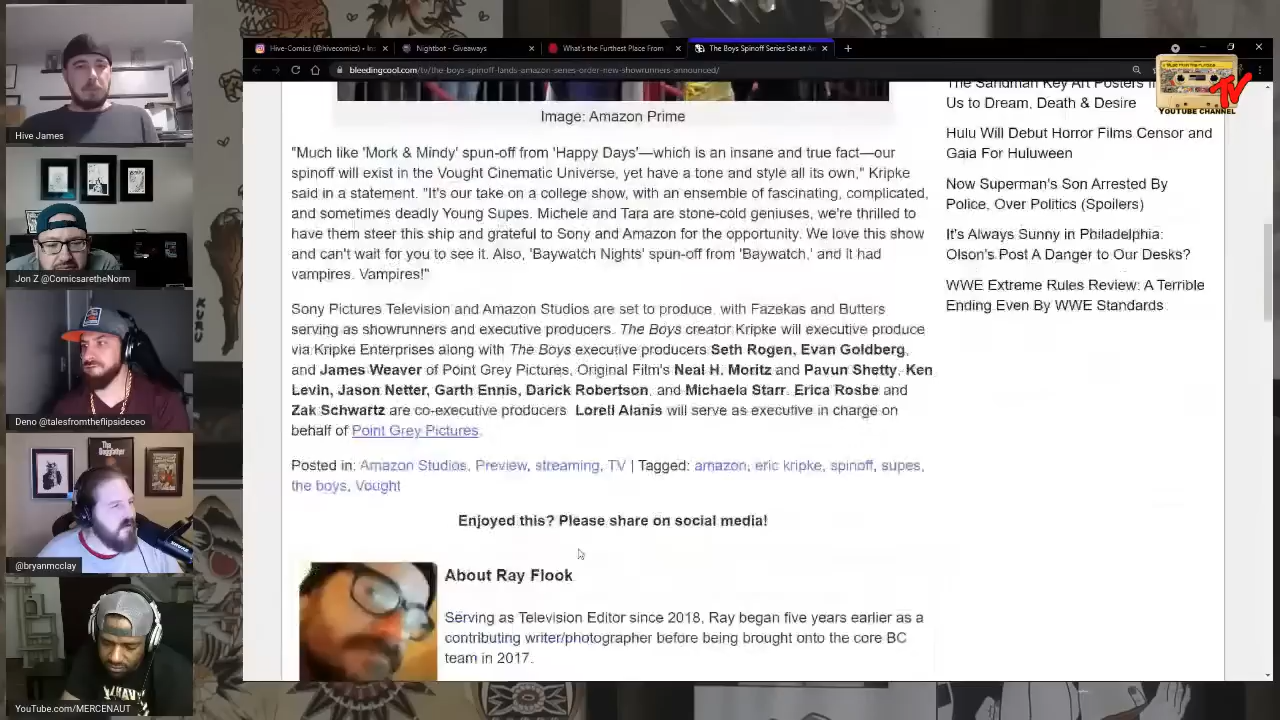 Hive-Comics (@hivecomics) • Ins
Nightbot - Giveaways
What's the Furthest Place From
The Boys Spinoff Series Set at Am
bleedingcool.com/tv/the-boys-spinoff-lands-amazon-series-order-new-showrunners-announced/
TV
YOUTUBE CHANNEL
Hive James
Jon Z @ComicsaretheNorm
Deno @talesfromtheflipsideceo
The Doggfather
@bryanmcclay
YouTube.com/MERCENAUT
Image: Amazon Prime
"Much like 'Mork & Mindy' spun-off from 'Happy Days'—which is an insane and true fact—our
spinoff will exist in the Vought Cinematic Universe, yet have a tone and style all its own," Kripke
said in a statement. "It's our take on a college show, with an ensemble of fascinating, complicated,
and sometimes deadly Young Supes. Michele and Tara are stone-cold geniuses, we're thrilled to
have them steer this ship and grateful to Sony and Amazon for the opportunity. We love this show
and can't wait for you to see it. Also, 'Baywatch Nights' spun-off from 'Baywatch,' and it had
vampires. Vampires!"
Sony Pictures Television and Amazon Studios are set to produce, with Fazekas and Butters
serving as showrunners and executive producers. The Boys creator Kripke will executive produce
via Kripke Enterprises along with The Boys executive producers Seth Rogen, Evan Goldberg,
and James Weaver of Point Grey Pictures, Original Film's Neal H. Moritz and Pavun Shetty, Ken
Levin, Jason Netter, Garth Ennis, Darick Robertson, and Michaela Starr. Erica Rosbe and
Zak Schwartz are co-executive producers. Lorell Alanis will serve as executive in charge on
behalf of Point Grey Pictures.
Posted in: Amazon Studios, Preview, streaming, TV | Tagged: amazon, eric kripke, spinoff, supes,
the boys, Vought
Enjoyed this? Please share on social media!
About Ray Flook
Serving as Television Editor since 2018, Ray began five years earlier as a
contributing writer/photographer before being brought onto the core BC
team in 2017.
The Sandman Key Art Posters In
Us to Dream, Death & Desire
Hulu Will Debut Horror Films Censor and
Gaia For Huluween
Now Superman's Son Arrested By
Police, Over Politics (Spoilers)
It's Always Sunny in Philadelphia:
Olson's Post A Danger to Our Desks?
WWE Extreme Rules Review: A Terrible
Ending Even By WWE Standards